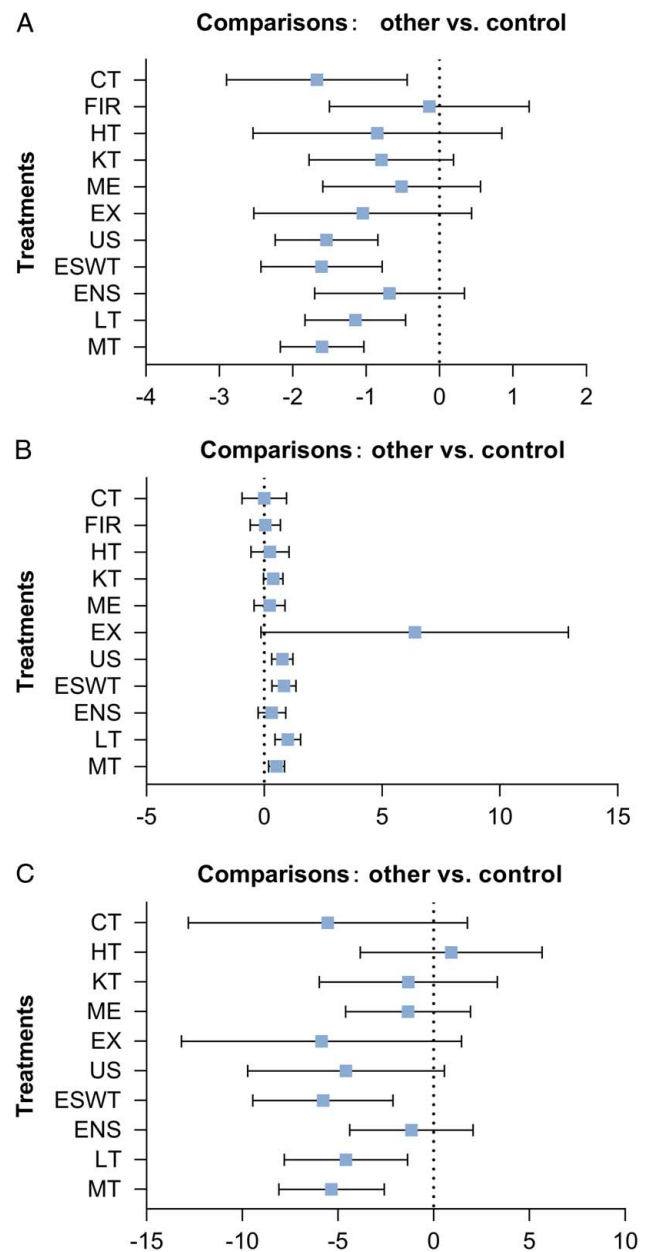 A
Comparisons: other vs. control
Treatments
CT
FIR
HT
KT
ME
EX
US
ESWT
ENS
LT
MT
-4 -3 -2 -1 0 1 2
B
Comparisons: other vs. control
Treatments
CT
FIR
HT
KT
ME
EX
US
ESWT
ENS
LT
MT
-5 0 5 10 15
C
Comparisons: other vs. control
Treatments
CT
HT
KT
ME
EX
US
ESWT
ENS
LT
MT
-15 -10 -5 0 5 10